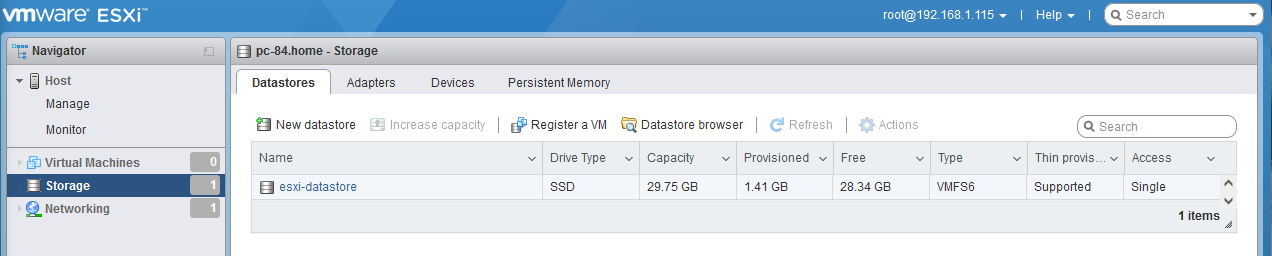 vmware ESXi™
root@192.168.1.115 | Help | Search
Navigator
Host
Manage
Monitor
Virtual Machines 0
Storage 1
Networking 1
pc-84.home - Storage
Datastores Adapters Devices Persistent Memory
New datastore Increase capacity | Register a VM Datastore browser | Refresh | Actions
Search
Name Drive Type Capacity Provisioned Free Type Thin provis... Access
esxi-datastore SSD 29.75 GB 1.41 GB 28.34 GB VMFS6 Supported Single
1 items